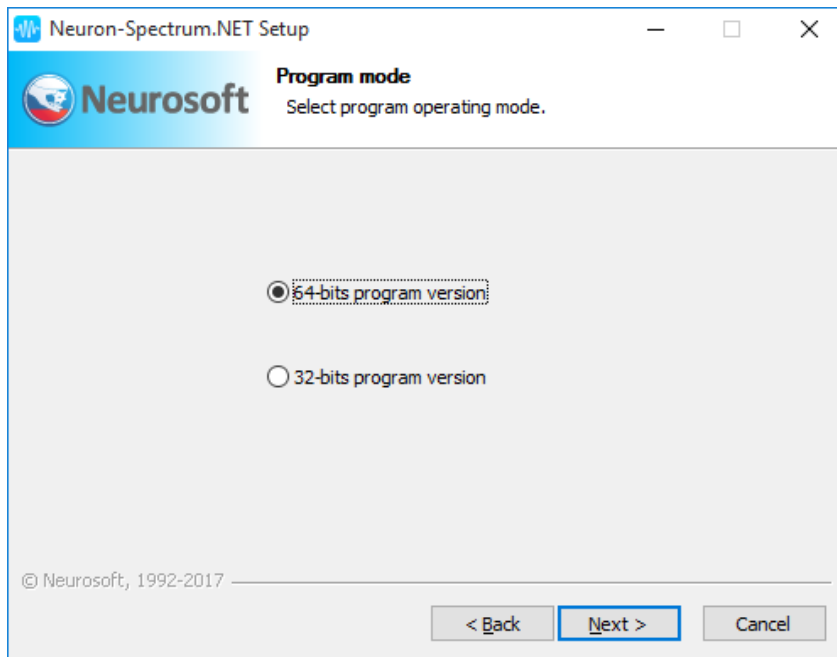 Neuron-Spectrum.NET Setup
Neurosoft
Program mode
Select program operating mode.
64-bits program version
32-bits program version
© Neurosoft, 1992-2017
< Back
Next >
Cancel